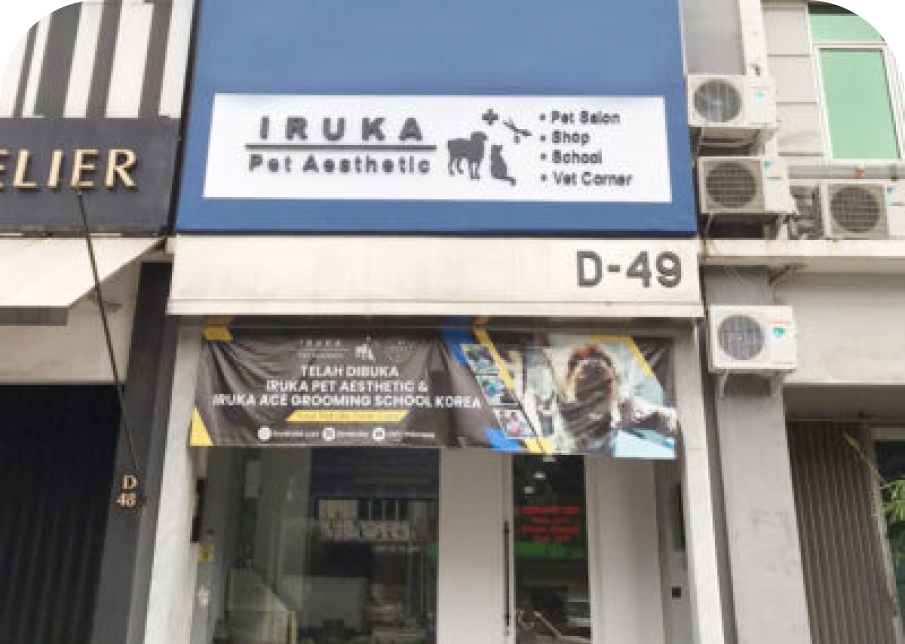 ELIER
IRUKA
Pet Aesthetic
• Pet Salon
• Shop
• School
• Vet Corner
D-49
IRUKA
TELAH DIBUKA
IRUKA PET AESTHETIC &
IRUKA ACE GROOMING SCHOOL KOREA
D
48